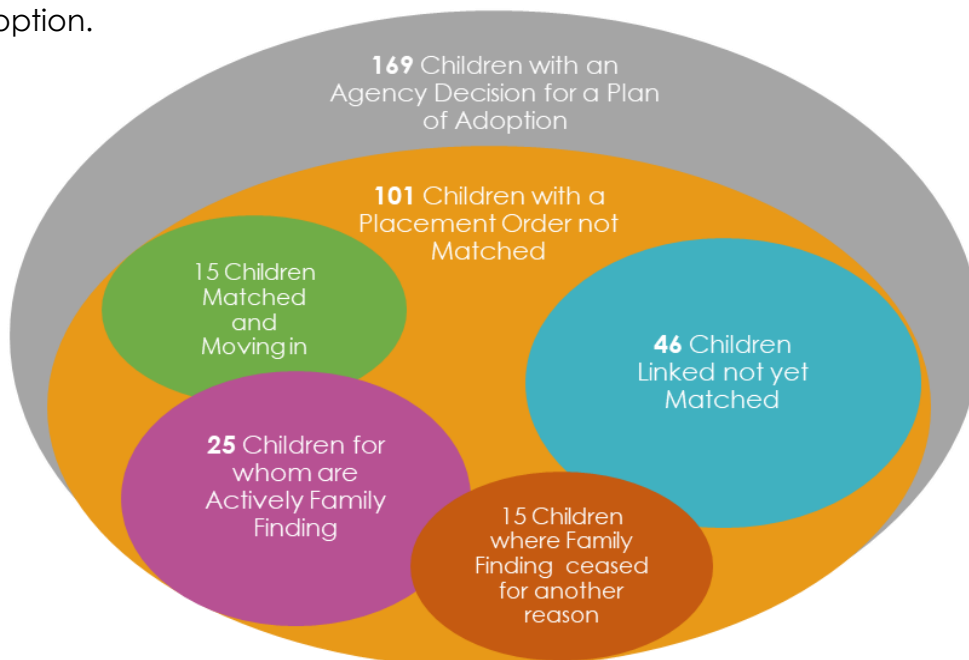 option.
169 Children with an
Agency Decision for a Plan
of Adoption
101 Children with a
Placement Order not
Matched
15 Children
Matched
and
Moving in
46 Children
Linked not yet
Matched
25 Children for
whom are
Actively Family
Finding
15 Children
where Family
Finding ceased
for another
reason